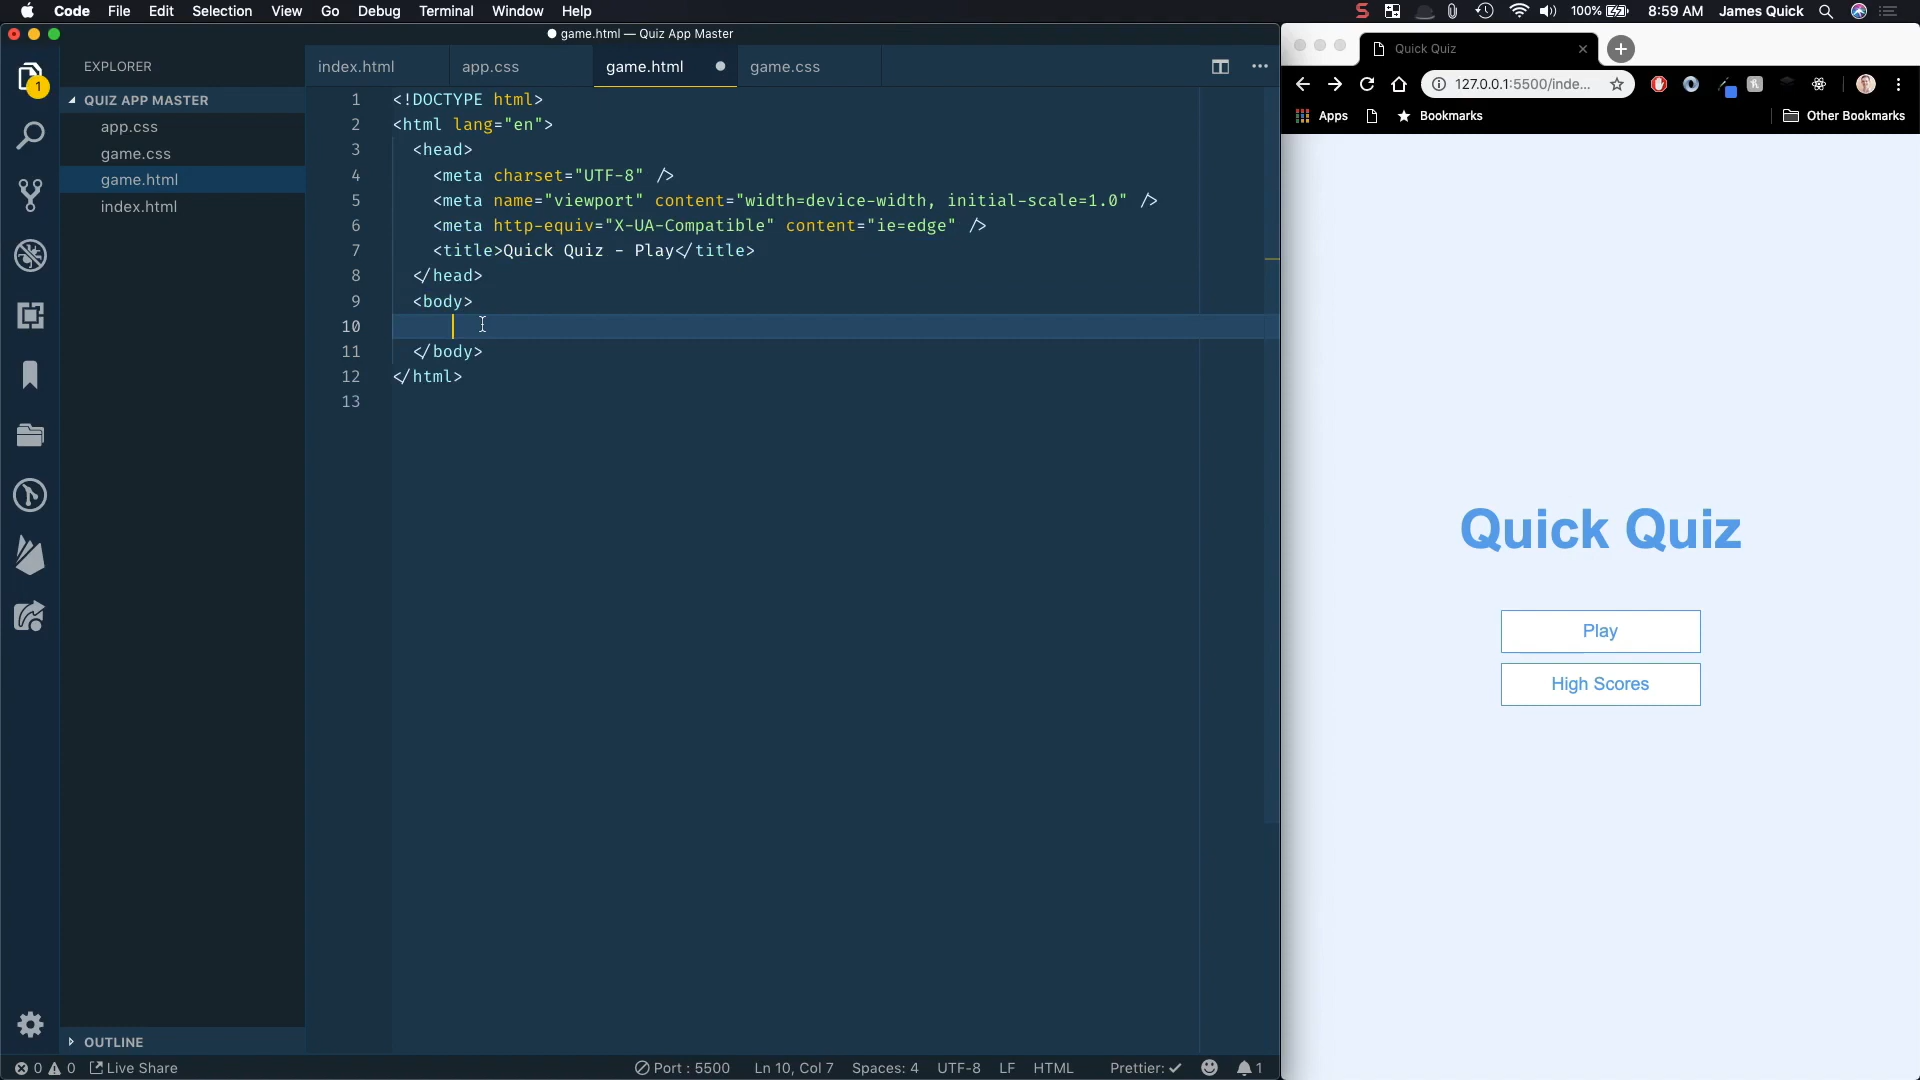 Code File Edit Selection View Go Debug Terminal Window Help
100% 8:59 AM James Quick
game.html — Quiz App Master
EXPLORER
index.html app.css game.html game.css
1
QUIZ APP MASTER
app.css
game.css
game.html
index.html
1 <!DOCTYPE html>
2 <html lang="en">
3 <head>
4 <meta charset="UTF-8" />
5 <meta name="viewport" content="width=device-width, initial-scale=1.0" />
6 <meta http-equiv="X-UA-Compatible" content="ie=edge" />
7 <title>Quick Quiz - Play</title>
8 </head>
9 <body>
10
11 </body>
12 </html>
13
OUTLINE
0 0 Live Share Port : 5500 Ln 10, Col 7 Spaces: 4 UTF-8 LF HTML Prettier: ✓ 1
Quick Quiz
127.0.0.1:5500/inde...
Apps Bookmarks Other Bookmarks
Quick Quiz
Play
High Scores